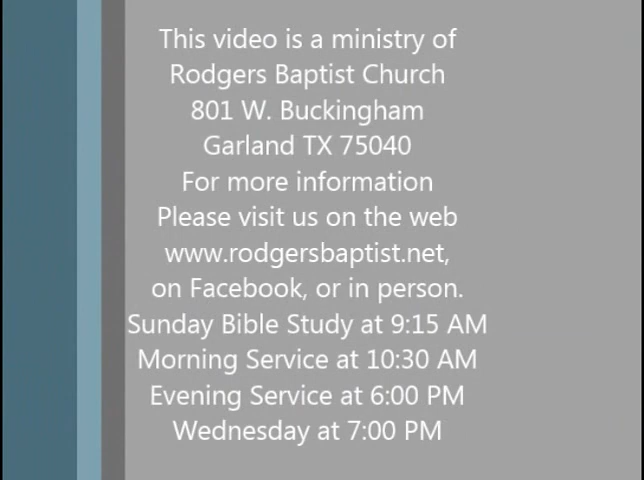 This video is a ministry of
Rodgers Baptist Church
801 W. Buckingham
Garland TX 75040
For more information
Please visit us on the web
www.rodgersbaptist.net,
on Facebook, or in person.
Sunday Bible Study at 9:15 AM
Morning Service at 10:30 AM
Evening Service at 6:00 PM
Wednesday at 7:00 PM